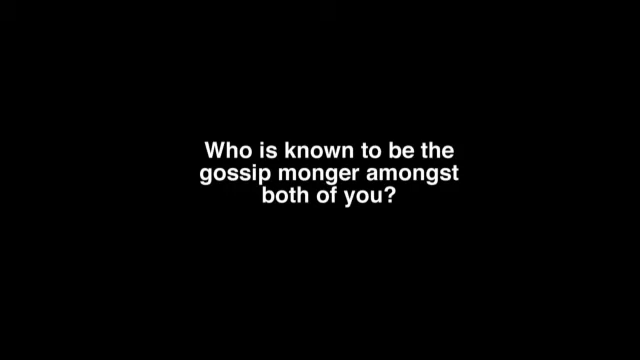 Who is known to be the
gossip monger amongst
both of you?